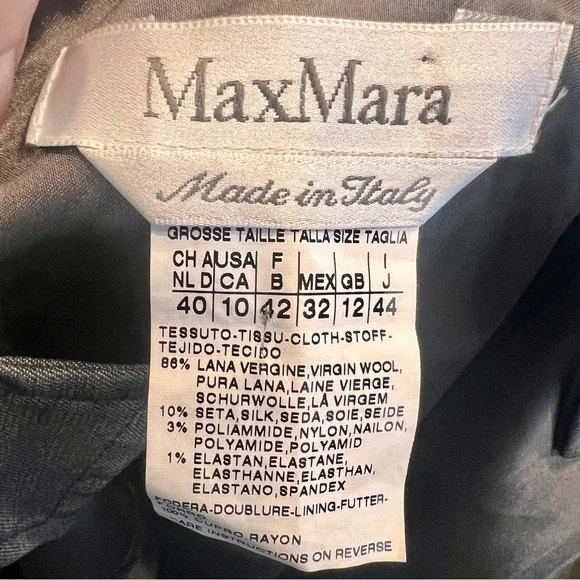 MaxMara
Made in Italy
GROSSE TAILLE TALLA SIZE TAGLIA
CH A USA F I
NL D CA B MEX GB J
40 10 42 32 12 44
TESSUTO-TISSU-CLOTH-STOFF-
TEJIDO-TECIDO
86% LANA VERGINE,VIRGIN WOOL,
PURA LANA,LAINE VIERGE,
SCHURWOLLE,LÂ VIRGEM
10% SETA,SILK,SEDA,SOIE,SEIDE
3% POLIAMMIDE,NYLON,NAILON,
POLYAMIDE,POLYAMID
1% ELASTAN,ELASTANE,
ELASTHANNE,ELASTHAN,
ELASTANO,SPANDEX
FODERA-DOUBLURE-LINING-FUTTER-
FORRO
100% CUPRO,RAYON
CARE INSTRUCTIONS ON REVERSE